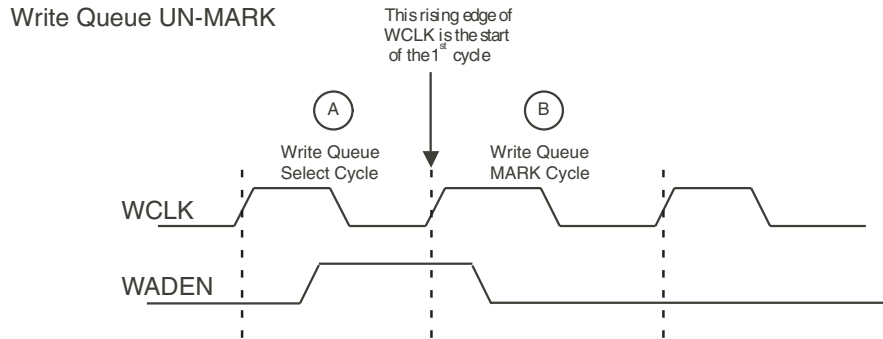 Write Queue UN-MARK
This rising edge of
WCLK is the start
of the 1st cycle
A
B
Write Queue
Select Cycle
Write Queue
MARK Cycle
WCLK
WADEN